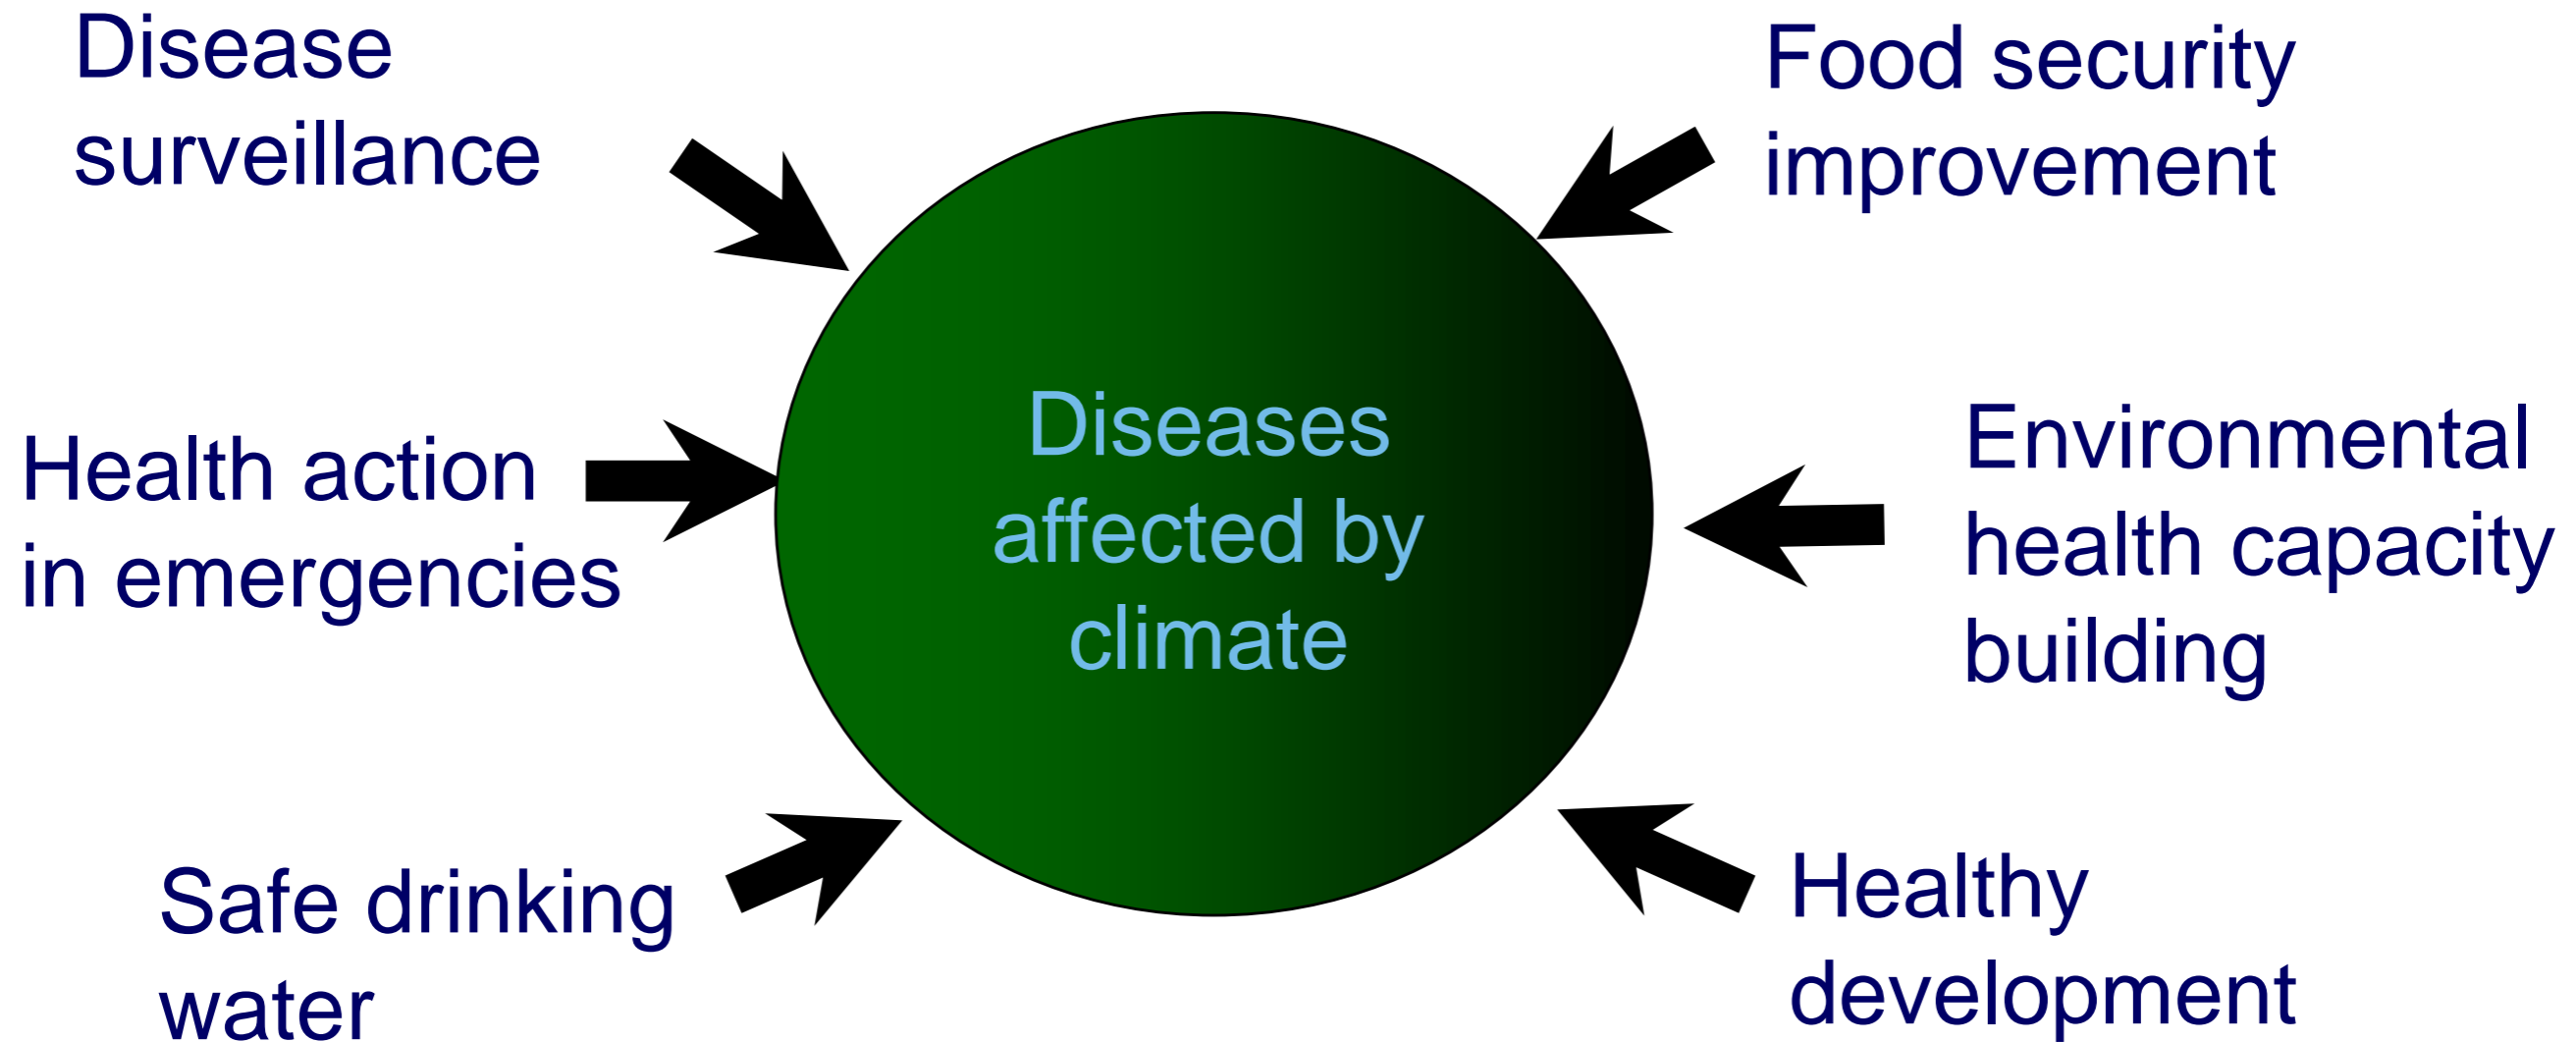 Disease
surveillance
Food security
improvement
Health action
in emergencies
Diseases
affected by
climate
Environmental
health capacity
building
Safe drinking
water
Healthy
development